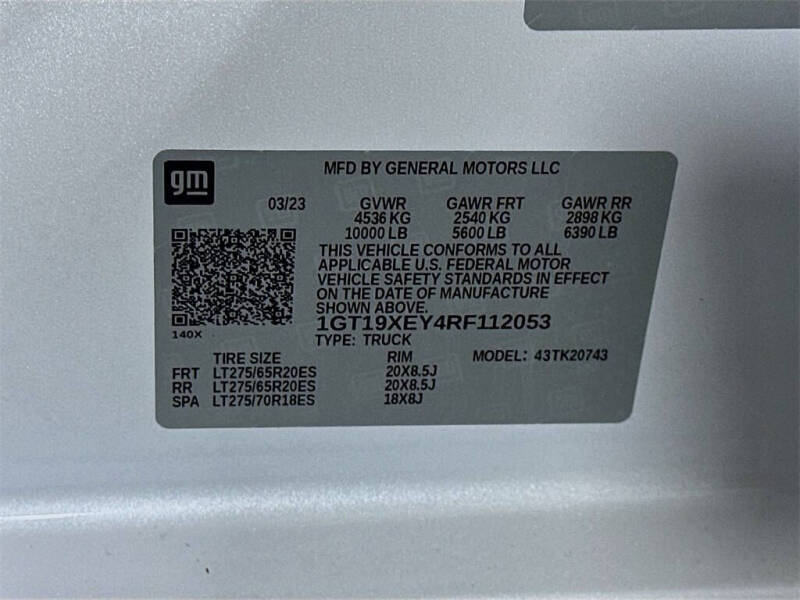 gm
MFD BY GENERAL MOTORS LLC
03/23 GVWR GAWR FRT GAWR RR
4536 KG 2540 KG 2898 KG
10000 LB 5600 LB 6390 LB
THIS VEHICLE CONFORMS TO ALL
APPLICABLE U.S. FEDERAL MOTOR
VEHICLE SAFETY STANDARDS IN EFFECT
ON THE DATE OF MANUFACTURE
SHOWN ABOVE.
1GT19XEY4RF112053
140X
TYPE: TRUCK
TIRE SIZE RIM MODEL: 43TK20743
FRT LT275/65R20ES 20X8.5J
RR LT275/65R20ES 20X8.5J
SPA LT275/70R18ES 18X8J